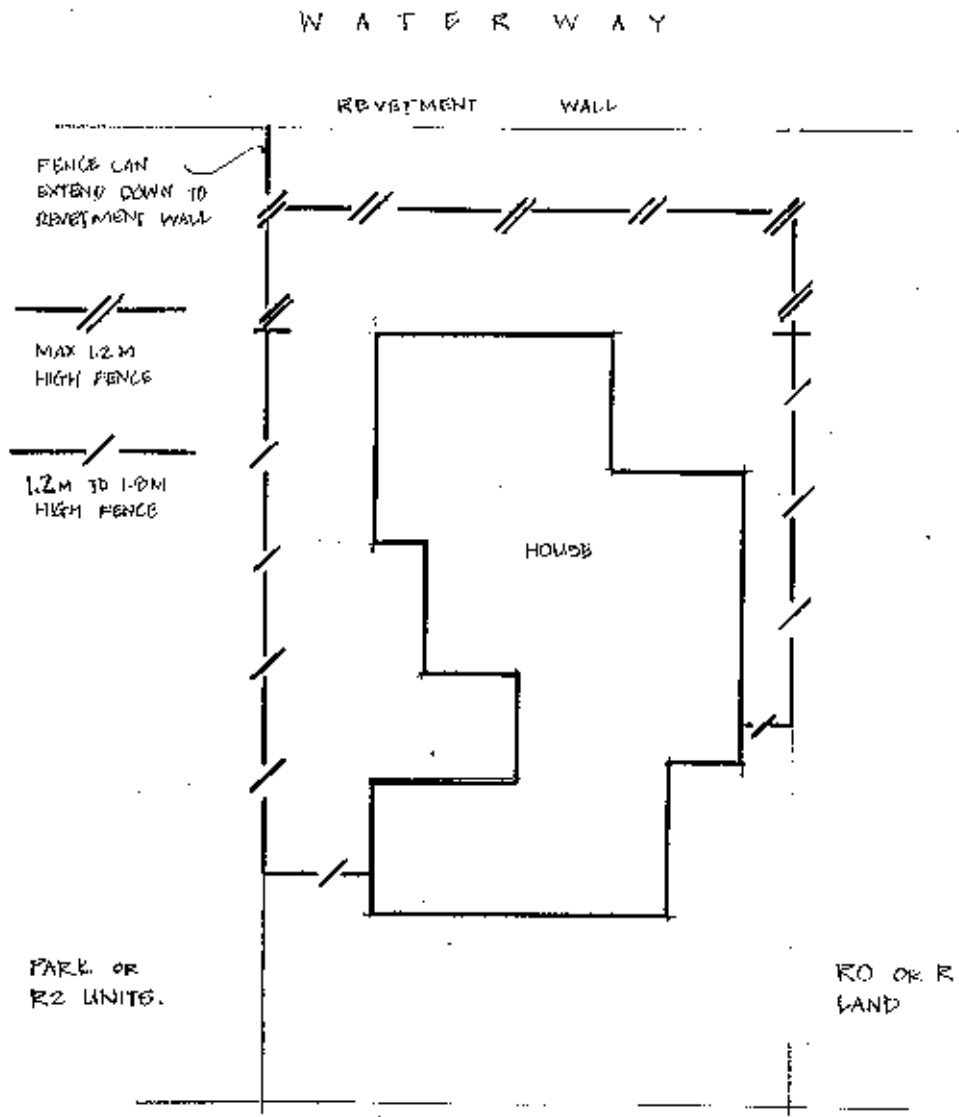 WATERWAY
REVETMENT WALL
FENCE CAN
EXTEND DOWN TO
REVETMENT WALL
MAX 1.2M
HIGH FENCE
1.2M TO 1.8M
HIGH FENCE
HOUSE
PARK OR
R2 UNITS.
R0 OR R
LAND